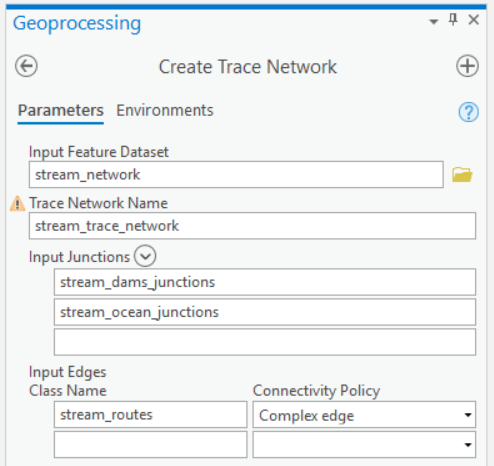 Geoprocessing
Create Trace Network
Parameters Environments
?
Input Feature Dataset
stream_network
Trace Network Name
stream_trace_network
Input Junctions
stream_dams_junctions
stream_ocean_junctions
Input Edges
Class Name Connectivity Policy
stream_routes Complex edge